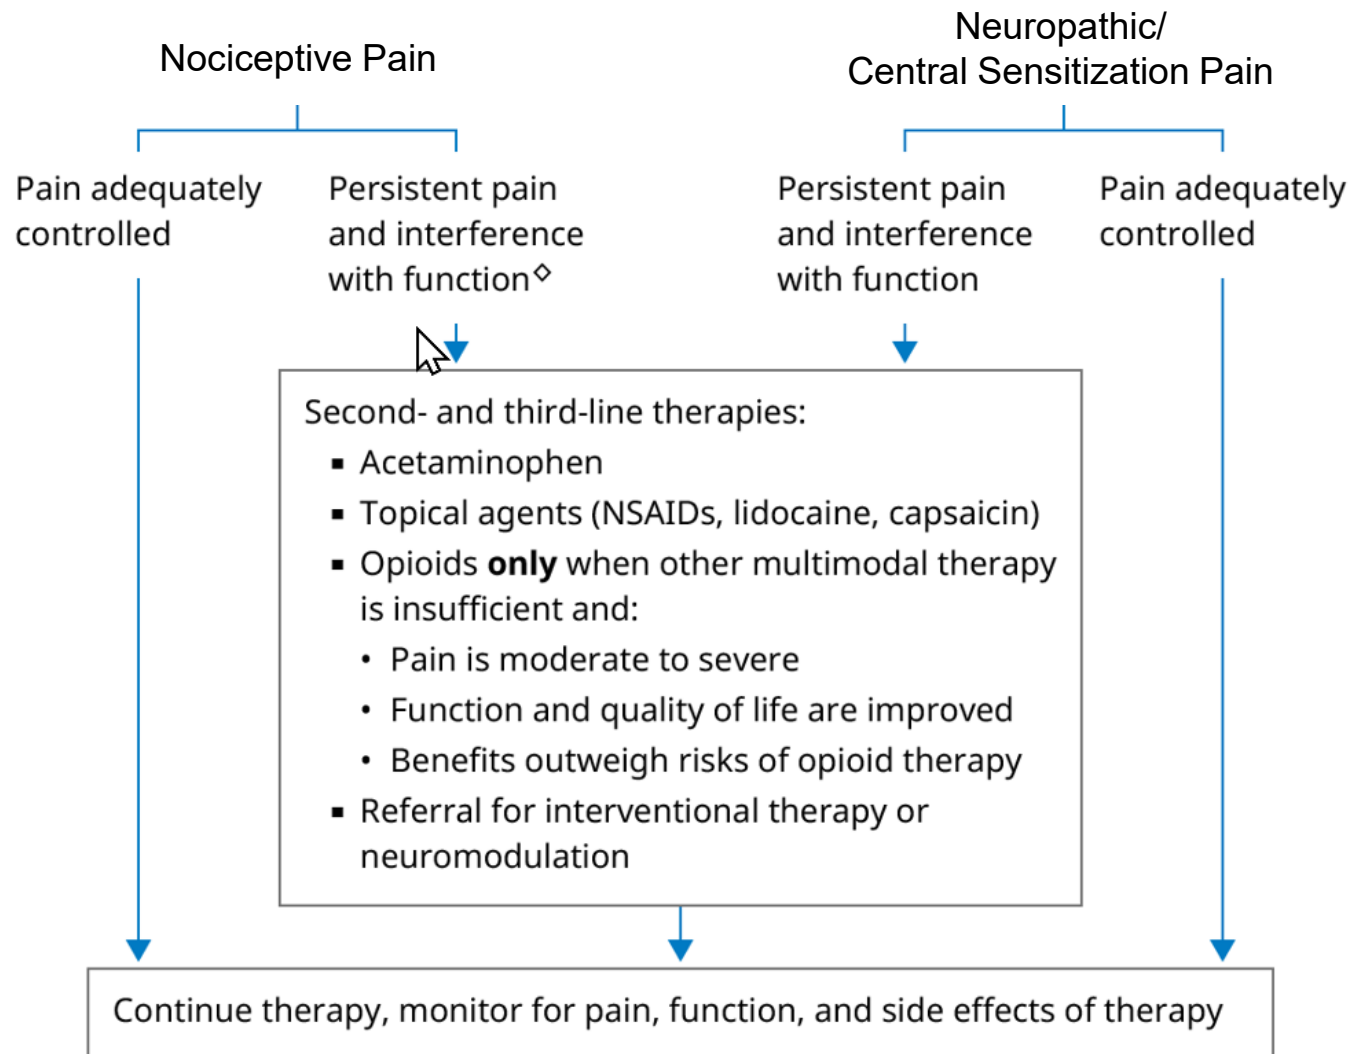 Nociceptive Pain
Neuropathic/
Central Sensitization Pain
Pain adequately
controlled
Persistent pain
and interference
with function◇
Persistent pain
and interference
with function
Pain adequately
controlled
Second- and third-line therapies:
▪ Acetaminophen
▪ Topical agents (NSAIDs, lidocaine, capsaicin)
▪ Opioids only when other multimodal therapy
is insufficient and:
• Pain is moderate to severe
• Function and quality of life are improved
• Benefits outweigh risks of opioid therapy
▪ Referral for interventional therapy or
neuromodulation
Continue therapy, monitor for pain, function, and side effects of therapy